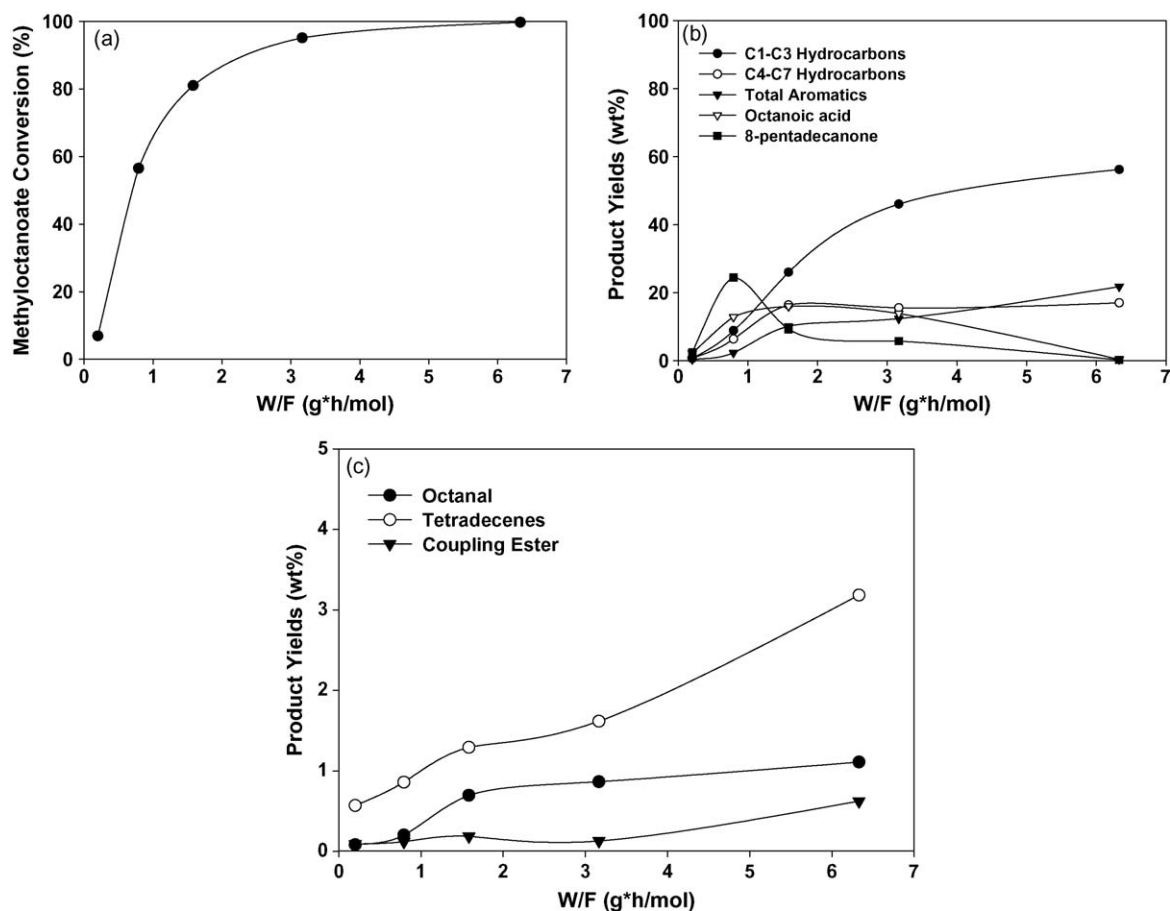 (a)
Methyloctanoate Conversion (%)
100
80
60
40
20
0
0 1 2 3 4 5 6 7
W/F (g*h/mol)
(b)
C1-C3 Hydrocarbons
C4-C7 Hydrocarbons
Total Aromatics
Octanoic acid
8-pentadecanone
Product Yields (wt%)
100
80
60
40
20
0
0 1 2 3 4 5 6 7
W/F (g*h/mol)
(c)
Octanal
Tetradecenes
Coupling Ester
Product Yields (wt%)
5
4
3
2
1
0
0 1 2 3 4 5 6 7
W/F (g*h/mol)